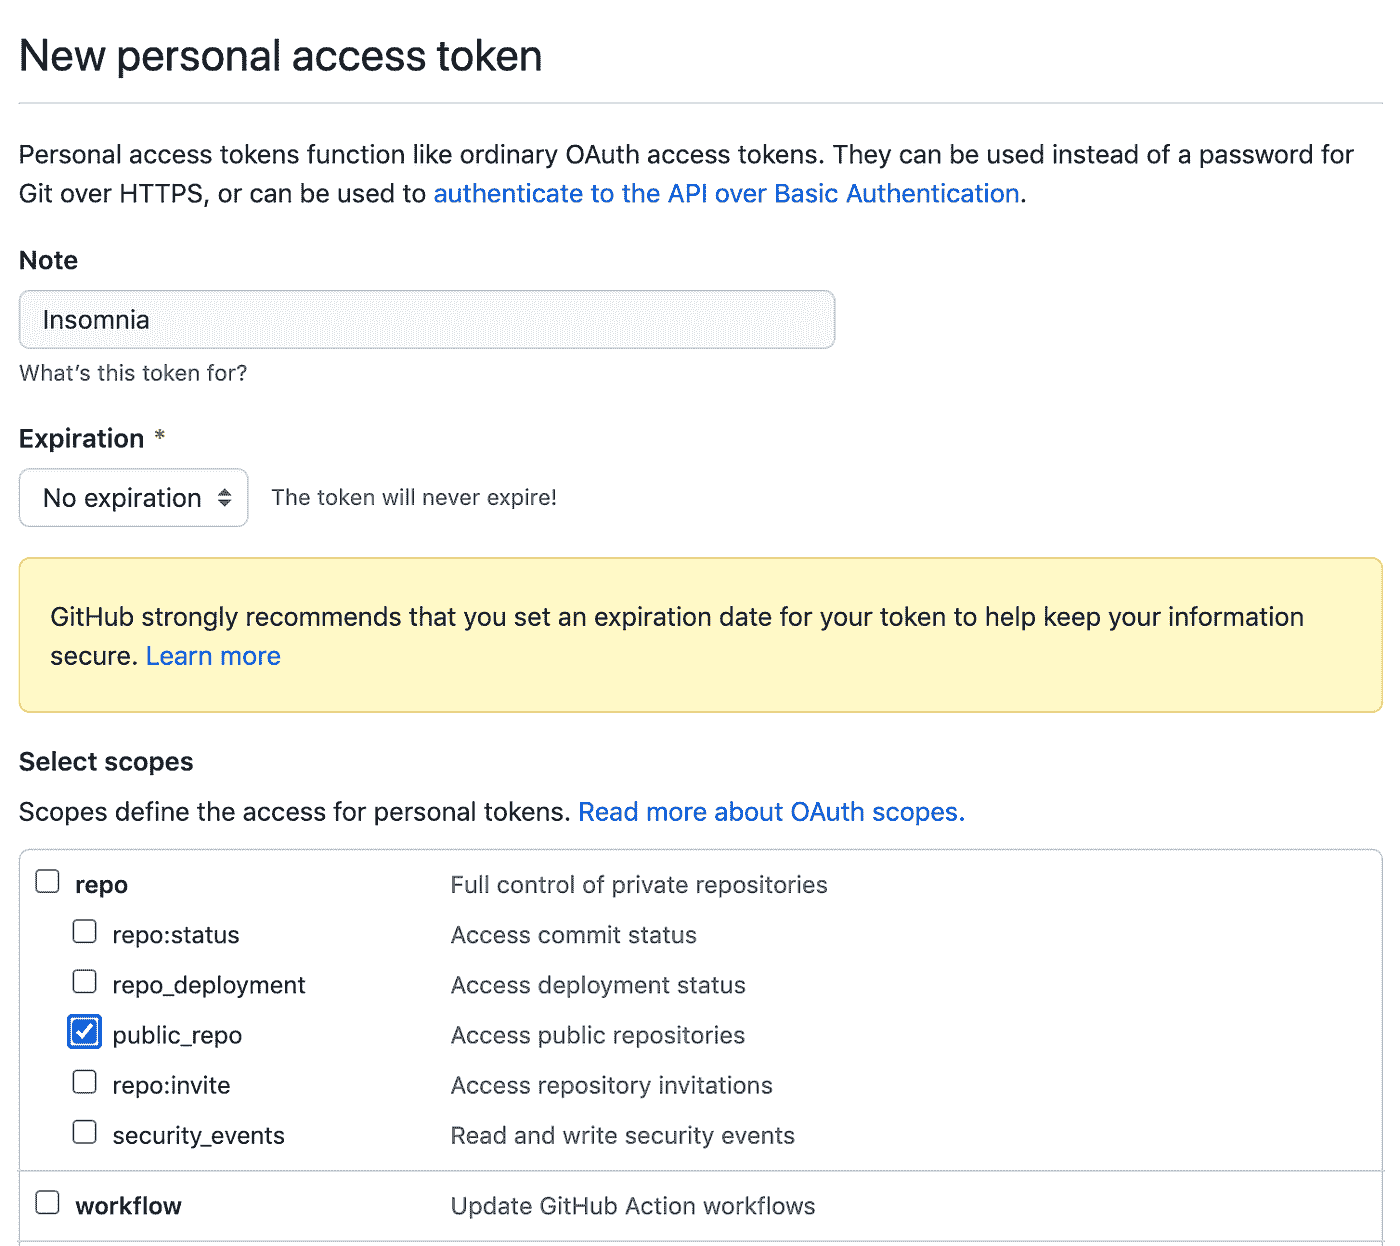 New personal access token
Personal access tokens function like ordinary OAuth access tokens. They can be used instead of a password for
Git over HTTPS, or can be used to authenticate to the API over Basic Authentication.
Note
Insomnia
What's this token for?
Expiration *
No expiration The token will never expire!
GitHub strongly recommends that you set an expiration date for your token to help keep your information
secure. Learn more
Select scopes
Scopes define the access for personal tokens. Read more about OAuth scopes.
repo Full control of private repositories
repo:status Access commit status
repo_deployment Access deployment status
public_repo Access public repositories
repo:invite Access repository invitations
security_events Read and write security events
workflow Update GitHub Action workflows